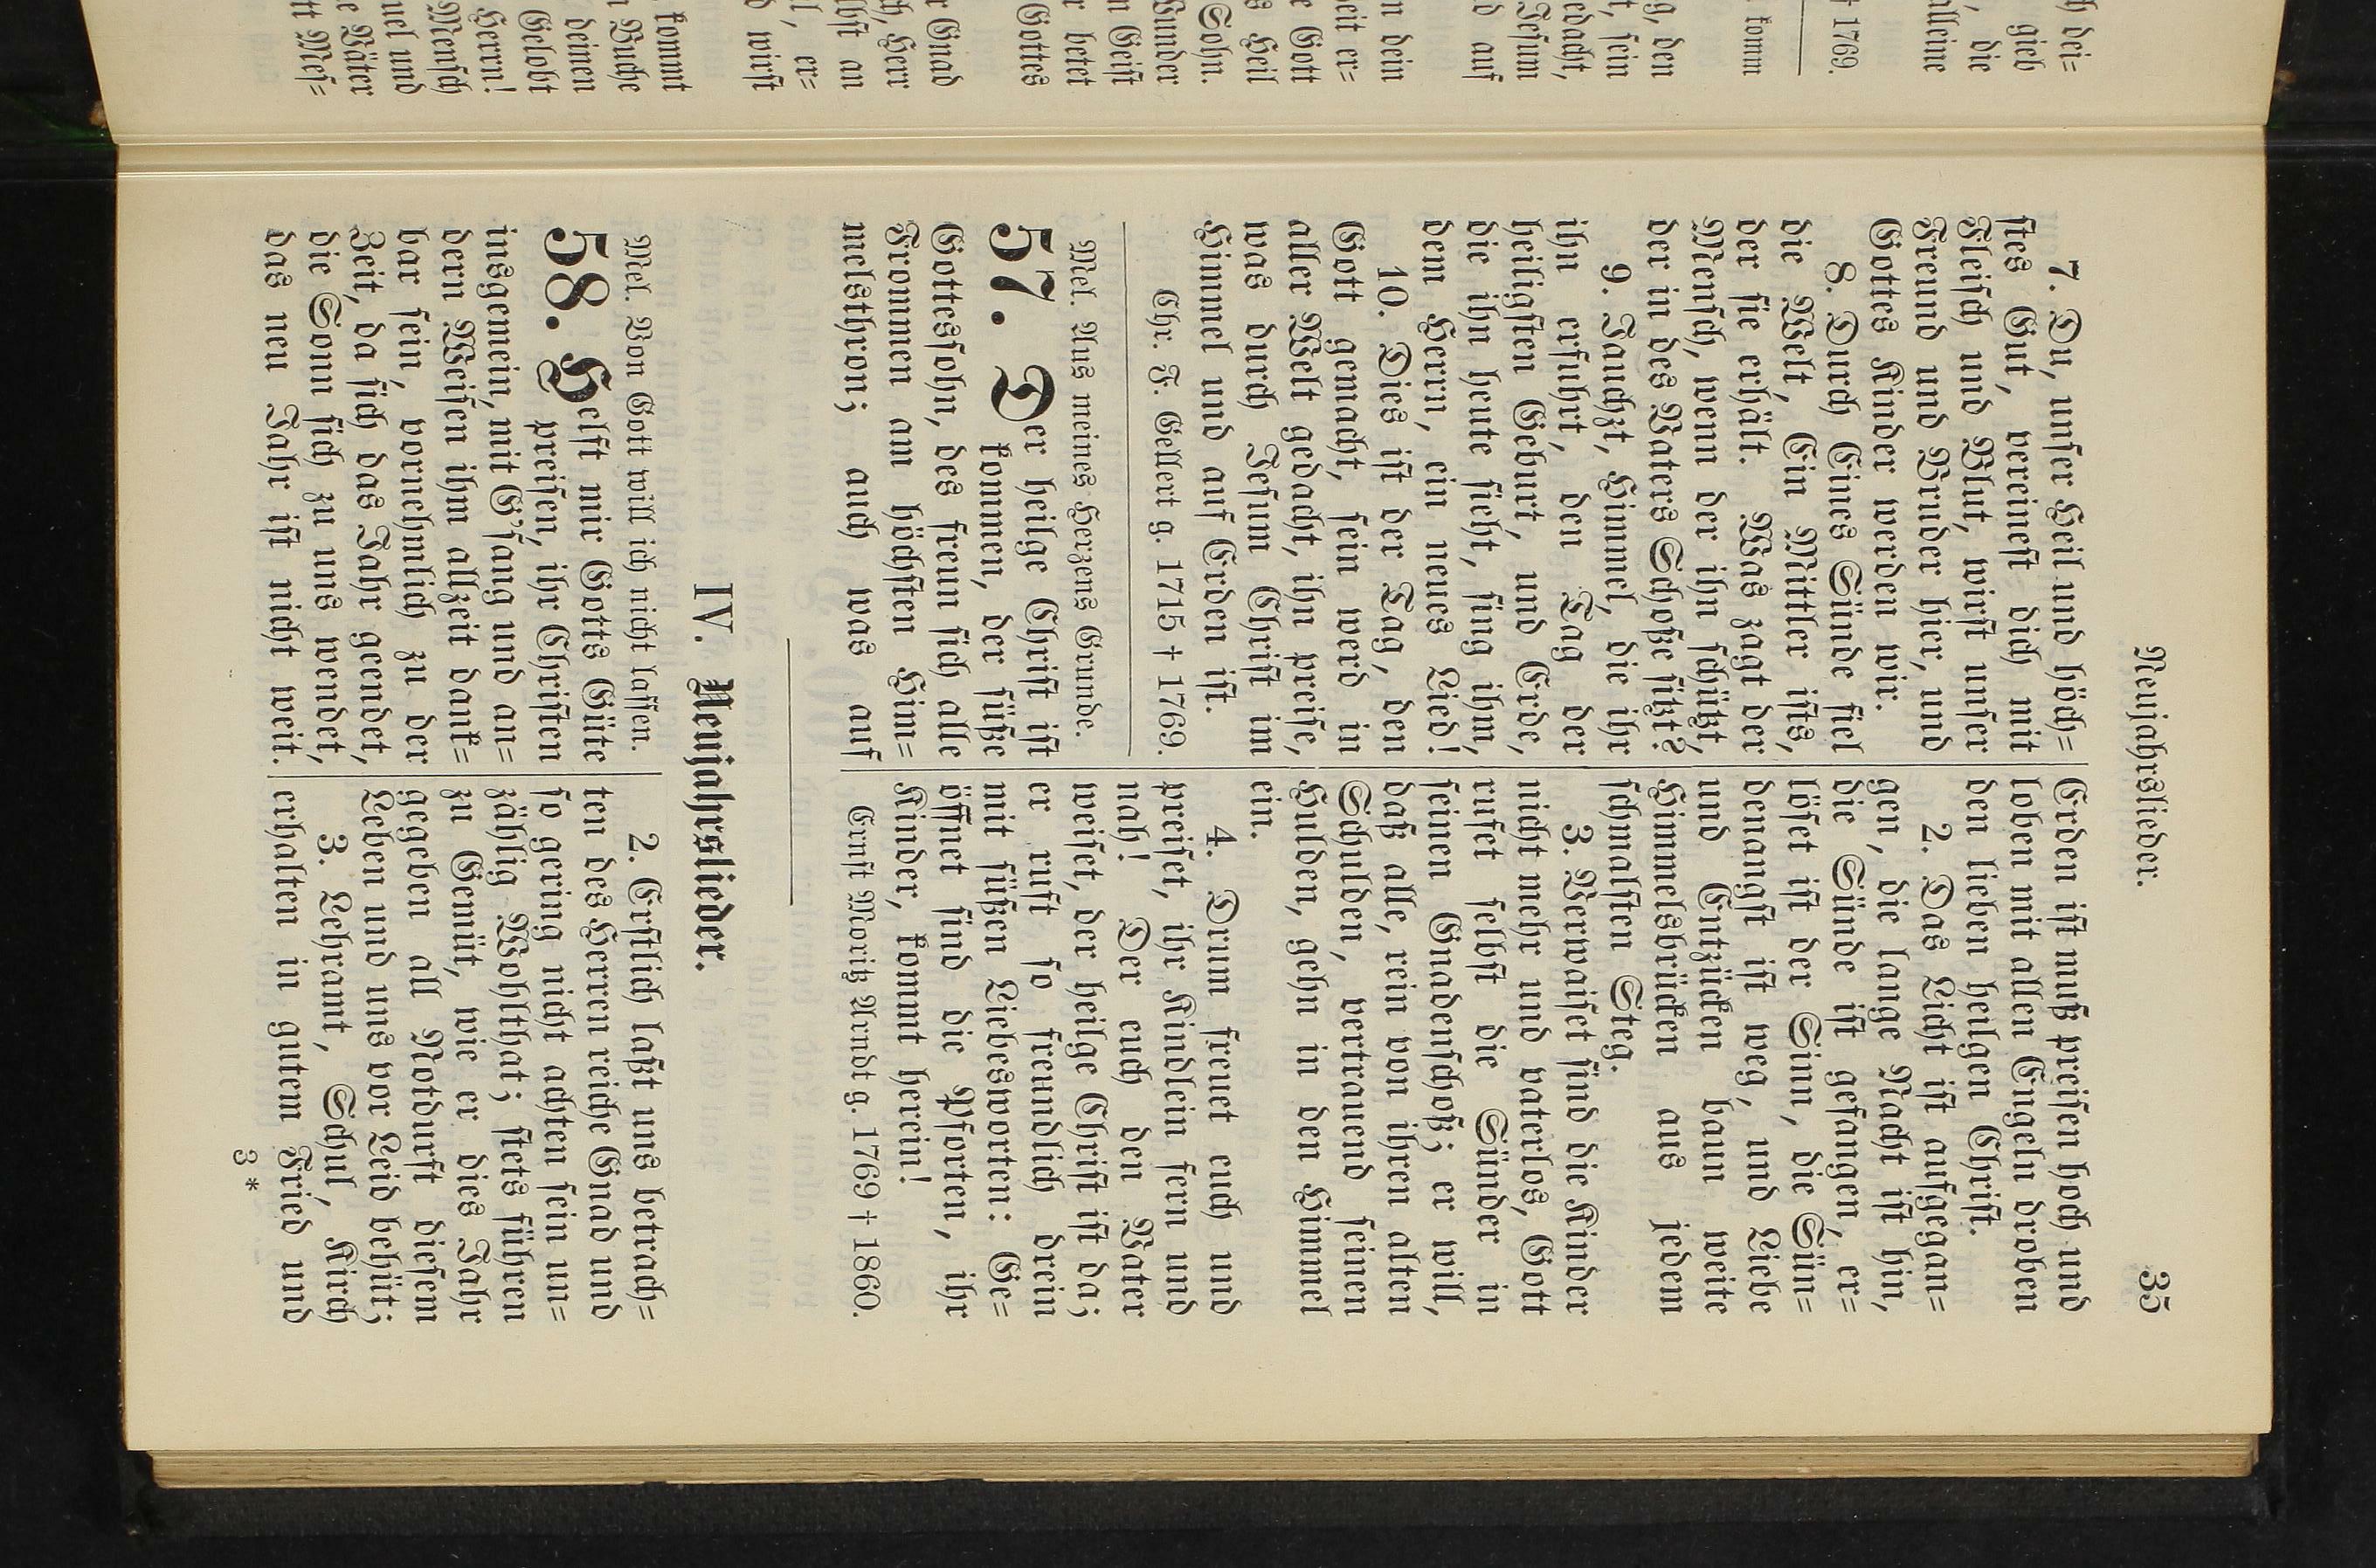 Neujahrslieder. 35
7. Du, unser Heil und höch=
stes Gut, vereinest dich mit
Fleisch und Blut, wirst unser
Freund und Bruder hier, und
Gottes Kinder werden wir.
8. Durch Eines Sünde fiel
die Welt, Ein Mittler ists,
der sie erhält. Was zagt der
Mensch, wenn der ihn schützt,
der in des Vaters Schoße sitzt?
9. Jauchzt, Himmel, die ihr
ihn erfuhrt, den Tag der
heiligsten Geburt, und Erde,
die ihn heute sieht, sing ihm,
dem Herrn, ein neues Lied!
10. Dies ist der Tag, den
Gott gemacht, sein werd in
aller Welt gedacht, ihn preise,
was durch Jesum Christ im
Himmel und auf Erden ist.
Chr. F. Gellert g. 1715 † 1769.
Mel. Aus meines Herzens Grunde.
57. Der heilge Christ ist
kommen, der süße
Gottessohn, des freun sich alle
Frommen am höchsten Him=
melsthron; auch was auf
Erden ist muß preisen hoch und
loben mit allen Engeln droben
den lieben heilgen Christ.
2. Das Licht ist aufgegan=
gen, die lange Nacht ist hin,
die Sünde ist gefangen, er=
löset ist der Sinn, die Sün=
denangst ist weg, und Liebe
und Entzücken baun weite
Himmelsbrücken aus jedem
schmalsten Steg.
3. Verwaiset sind die Kinder
nicht mehr und vaterlos, Gott
rufet selbst die Sünder in
seinen Gnadenschoß; er will,
daß alle, rein von ihren alten
Schulden, vertrauend seinen
Hulden, gehn in den Himmel
ein.
4. Drum freuet euch und
preiset, ihr Kindlein fern und
nah! Der euch den Vater
weiset, der heilge Christ ist da;
er ruft so freundlich drein
mit süßen Liebesworten: Ge=
öffnet sind die Pforten, ihr
Kinder, kommt herein!
Ernst Moritz Arndt g. 1769 † 1860.
IV. Neujahrslieder.
Mel. Von Gott will ich nicht lassen.
58. Helft mir Gotts Güte
preisen, ihr Christen
insgemein, mit G'sang und an=
dern Weisen ihm allzeit dank=
bar sein, vornehmlich zu der
Zeit, da sich das Jahr geendet,
die Sonn sich zu uns wendet,
das neu Jahr ist nicht weit.
2. Erstlich laßt uns betrach=
ten des Herren reiche Gnad und
so gering nicht achten sein un=
zählig Wohlthat; stets führen
zu Gemüt, wie er dies Jahr
gegeben all Notdurft diesem
Leben und uns vor Leid behüt;
3. Lehramt, Schul, Kirch
erhalten in gutem Fried und
3*